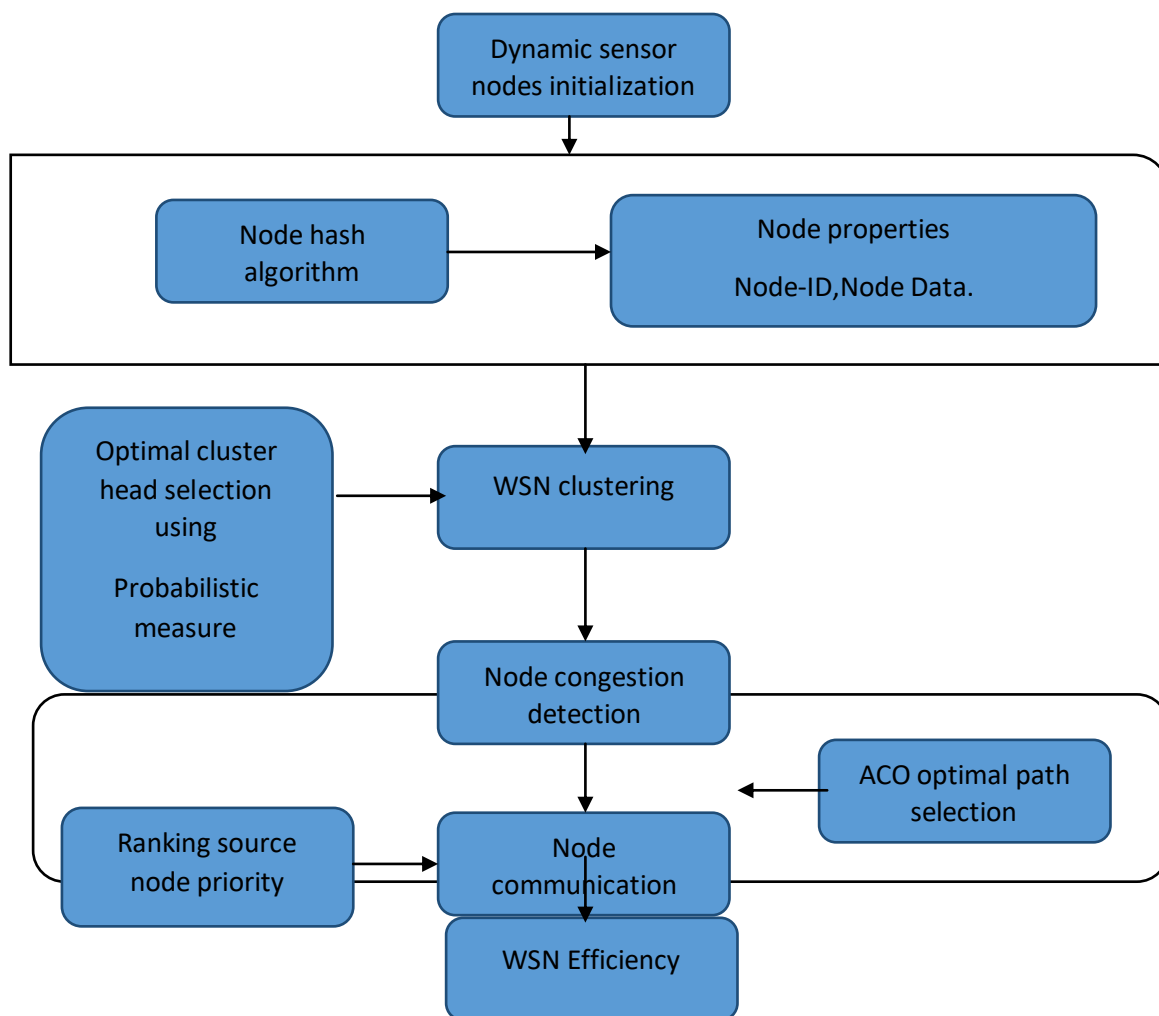 Dynamic sensor
nodes initialization
Node hash
algorithm
Node properties
Node-ID,Node Data.
Optimal cluster
head selection
using
Probabilistic
measure
WSN clustering
Node congestion
detection
ACO optimal path
selection
Ranking source
node priority
Node
communication
WSN Efficiency